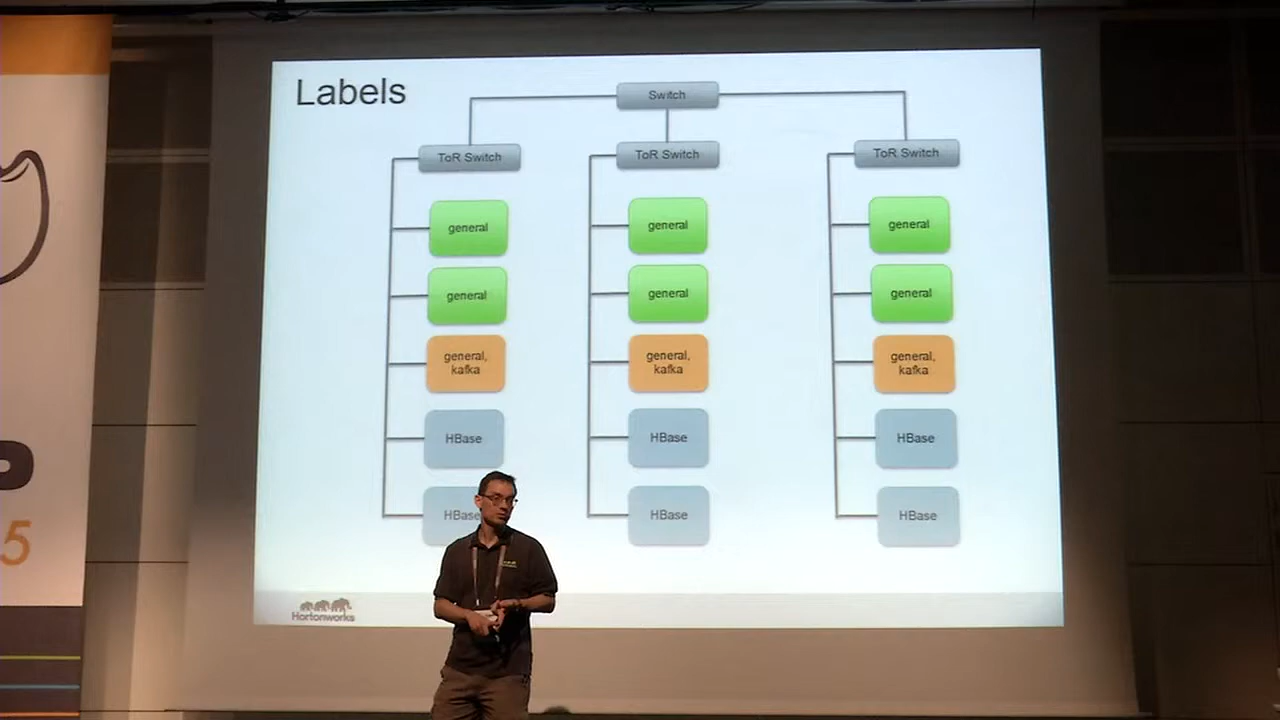 Labels
Switch
ToR Switch
ToR Switch
ToR Switch
general
general
general
general
general
general
general,
kafka
general,
kafka
general,
kafka
HBase
HBase
HBase
HBase
HBase
HBase
Hortonworks
5